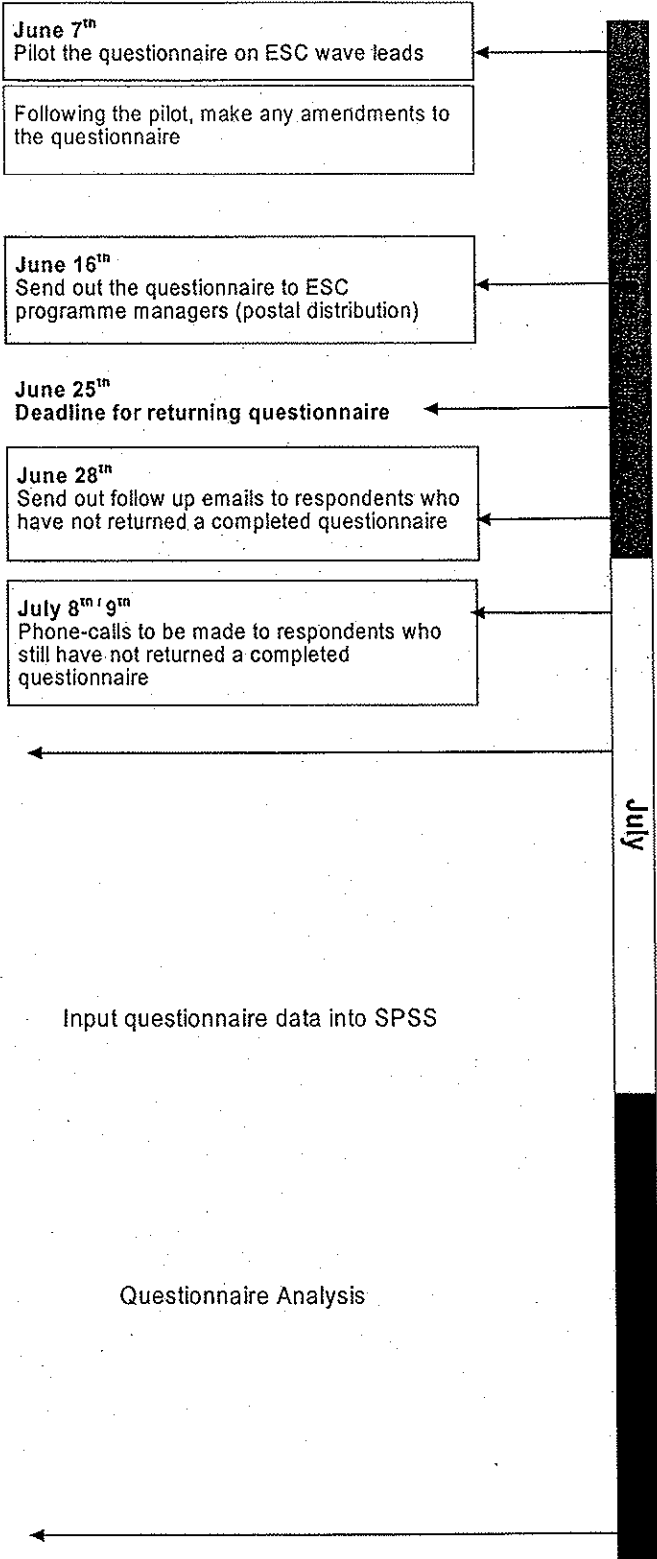 June 7th
Pilot the questionnaire on ESC wave leads
Following the pilot, make any amendments to
the questionnaire
June 16th
Send out the questionnaire to ESC
programme managers (postal distribution)
June 25th
Deadline for returning questionnaire
June 28th
Send out follow up emails to respondents who
have not returned a completed questionnaire
July 8th/9th
Phone-calls to be made to respondents who
still have not returned a completed
questionnaire
July
Input questionnaire data into SPSS
Questionnaire Analysis